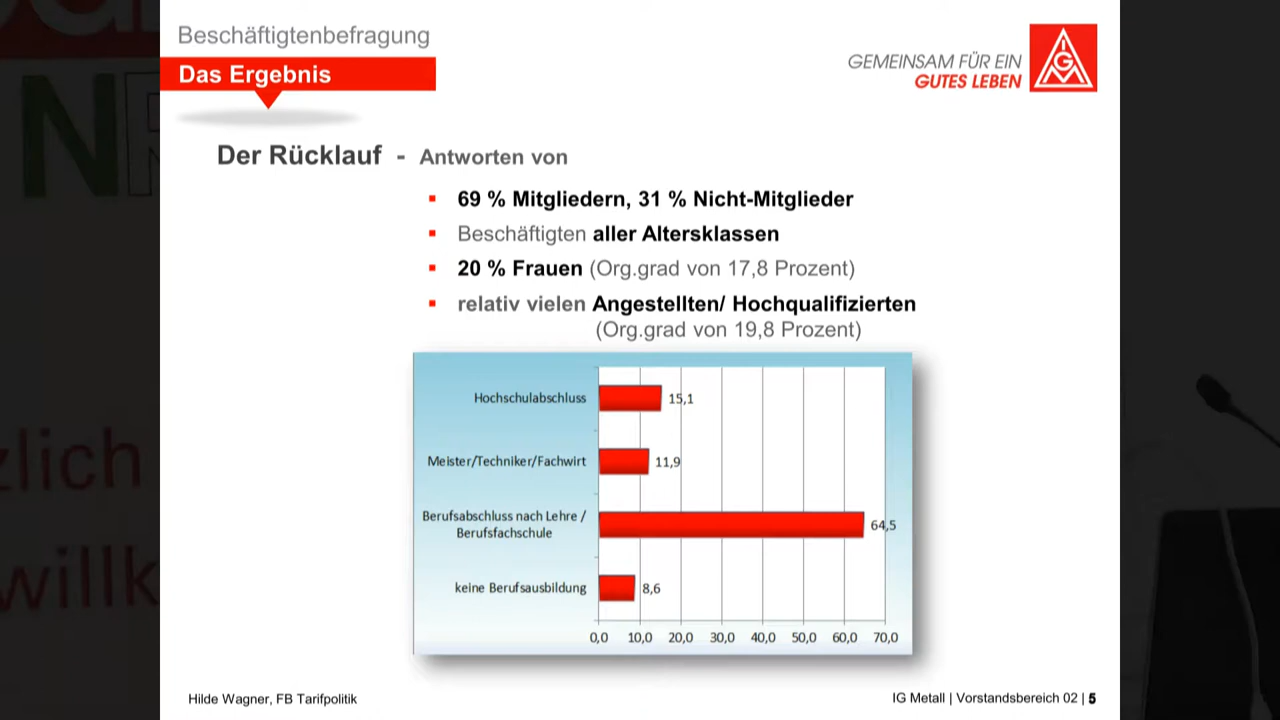 Beschäftigtenbefragung
Das Ergebnis
GEMEINSAM FÜR EIN
GUTES LEBEN
IGM
Der Rücklauf - Antworten von
▪ 69 % Mitgliedern, 31 % Nicht-Mitglieder
▪ Beschäftigten aller Altersklassen
▪ 20 % Frauen (Org.grad von 17,8 Prozent)
▪ relativ vielen Angestellten/ Hochqualifizierten
(Org.grad von 19,8 Prozent)
Hochschulabschluss 15,1
Meister/Techniker/Fachwirt 11,9
Berufsabschluss nach Lehre /
Berufsfachschule 64,5
keine Berufsausbildung 8,6
0,0 10,0 20,0 30,0 40,0 50,0 60,0 70,0
Hilde Wagner, FB Tarifpolitik
IG Metall | Vorstandsbereich 02 | 5